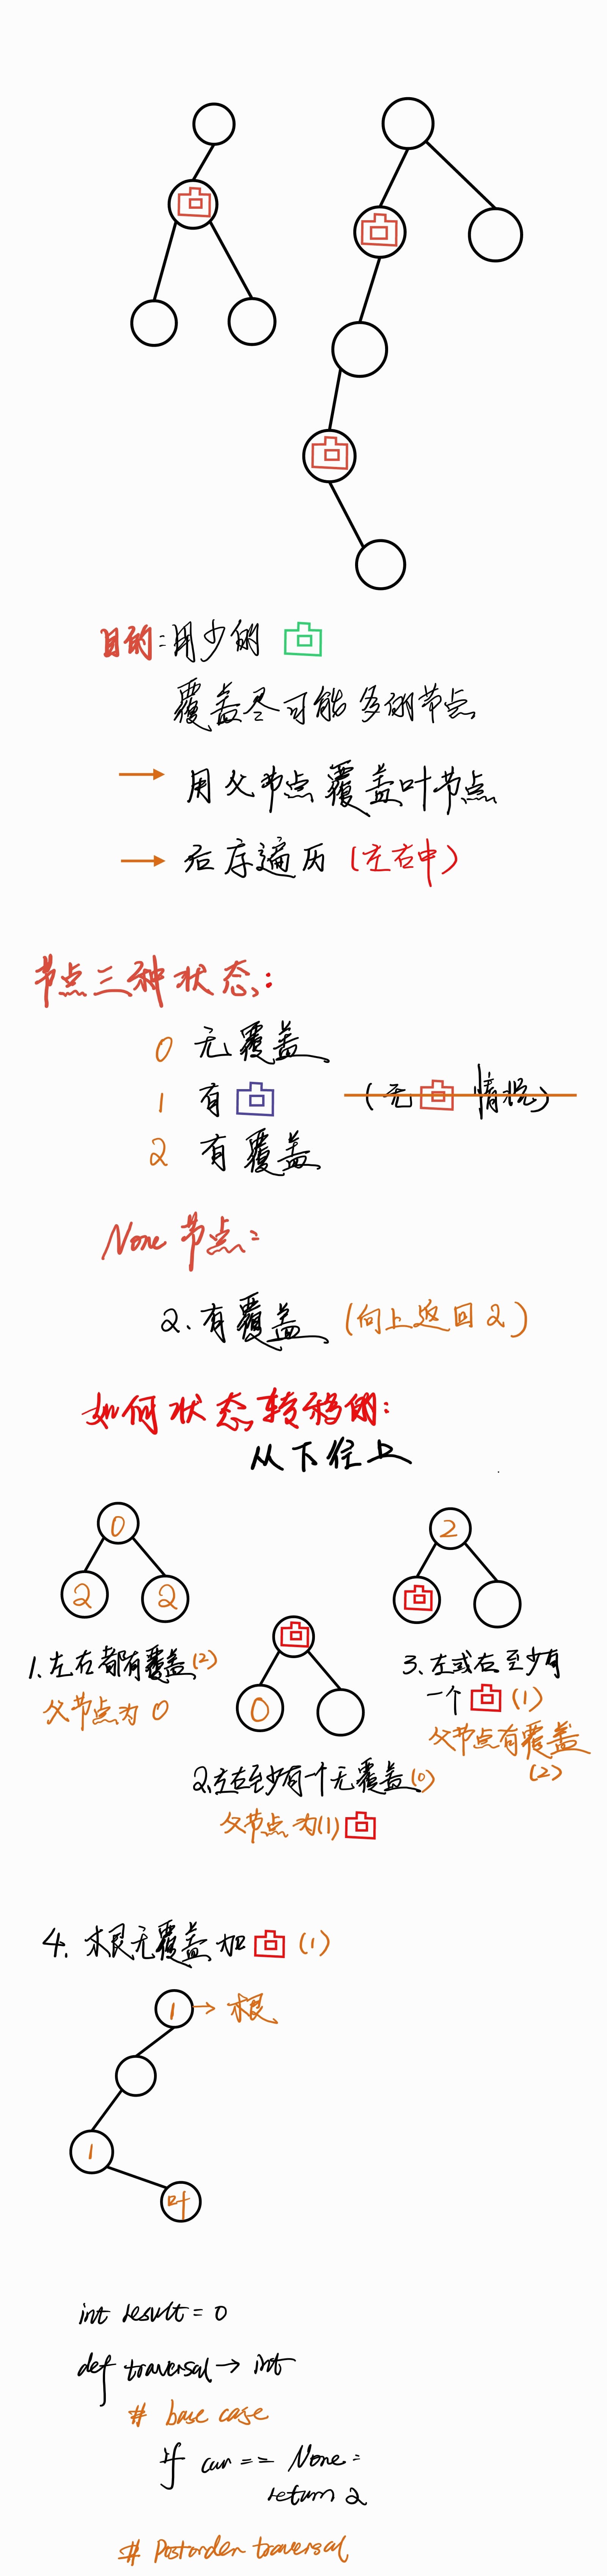 目的:用少的
覆盖尽可能多的节点
→ 用父节点覆盖叶节点
→ 后序遍历 (左右中)
节点三种状态:
0 无覆盖
1 有 (无 情况)
2 有覆盖
None 节点:
2. 有覆盖 (向上返回2)
如何状态转移的:
从下往上
0
2 2
1. 左右都有覆盖(2)
父节点为 0
0
2. 左右至少有一个无覆盖(0)
父节点为(1)
2
3. 左或右至少有
一个 (1)
父节点有覆盖
(2)
4. 根无覆盖加 (1)
1 → 根
1
叶
int result = 0
def traversal → int
# base case
if cur == None:
return 2
# Postorder traversal